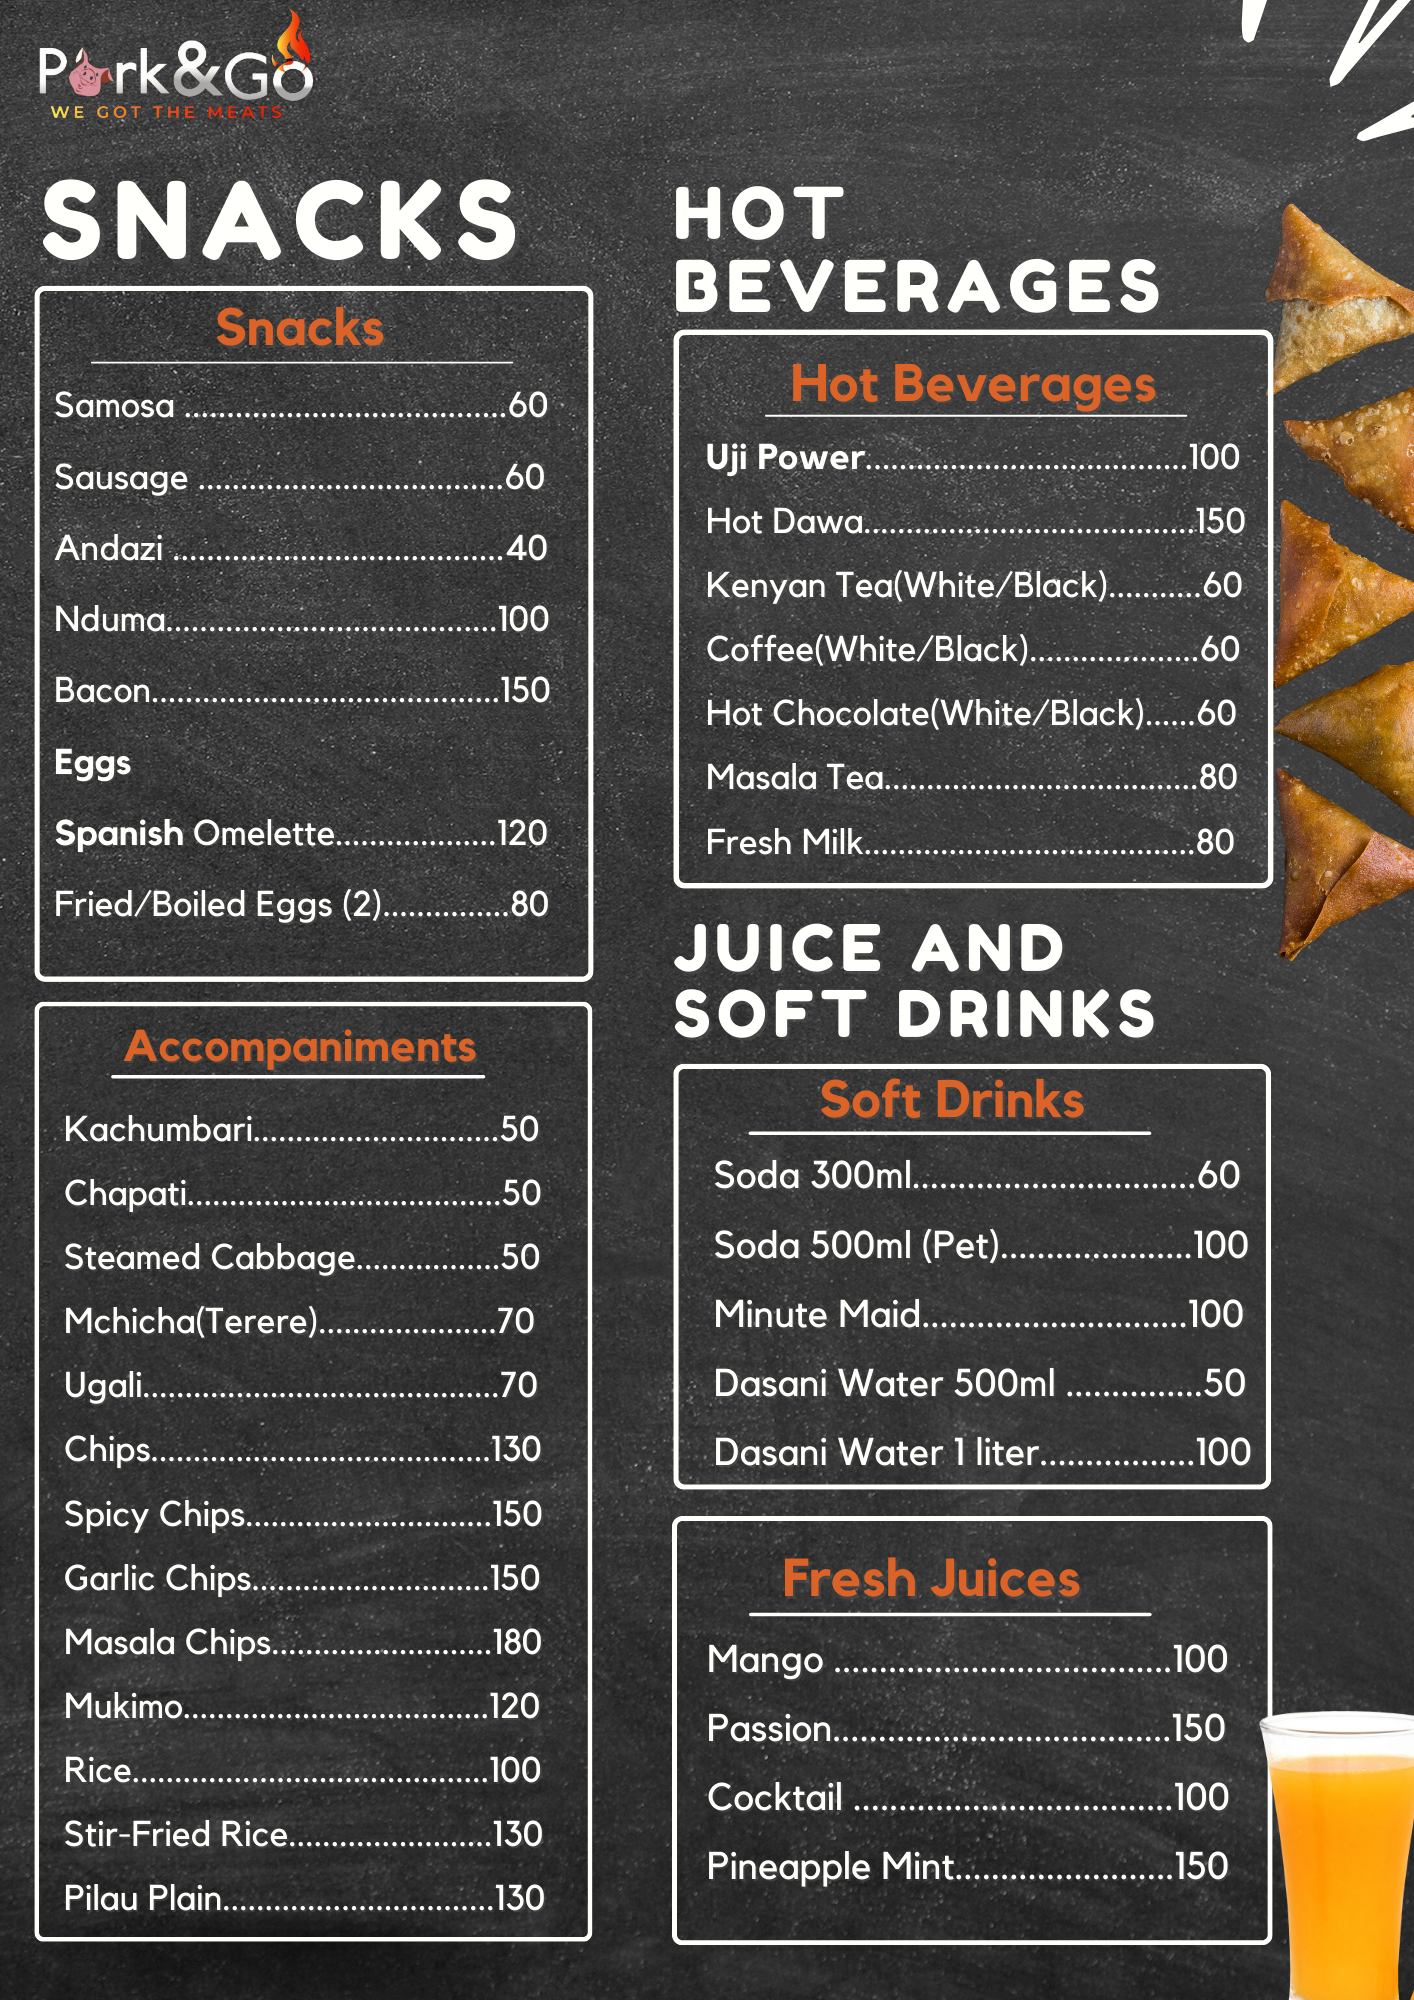 Pork&Go
WE GOT THE MEATS
SNACKS
Snacks
Samosa ......................................60
Sausage ....................................60
Andazi .......................................40
Nduma.......................................100
Bacon.........................................150
Eggs
Spanish Omelette...................120
Fried/Boiled Eggs (2)...............80
Accompaniments
Kachumbari.............................50
Chapati.....................................50
Steamed Cabbage.................50
Mchicha(Terere).....................70
Ugali..........................................70
Chips........................................130
Spicy Chips.............................150
Garlic Chips............................150
Masala Chips..........................180
Mukimo....................................120
Rice..........................................100
Stir-Fried Rice........................130
Pilau Plain................................130
HOT
BEVERAGES
Hot Beverages
Uji Power......................................100
Hot Dawa.......................................150
Kenyan Tea(White/Black)...........60
Coffee(White/Black)....................60
Hot Chocolate(White/Black)......60
Masala Tea.....................................80
Fresh Milk.......................................80
JUICE AND
SOFT DRINKS
Soft Drinks
Soda 300ml...............................60
Soda 500ml (Pet).....................100
Minute Maid.............................100
Dasani Water 500ml ...............50
Dasani Water 1 liter.................100
Fresh Juices
Mango .....................................100
Passion.....................................150
Cocktail ...................................100
Pineapple Mint........................150